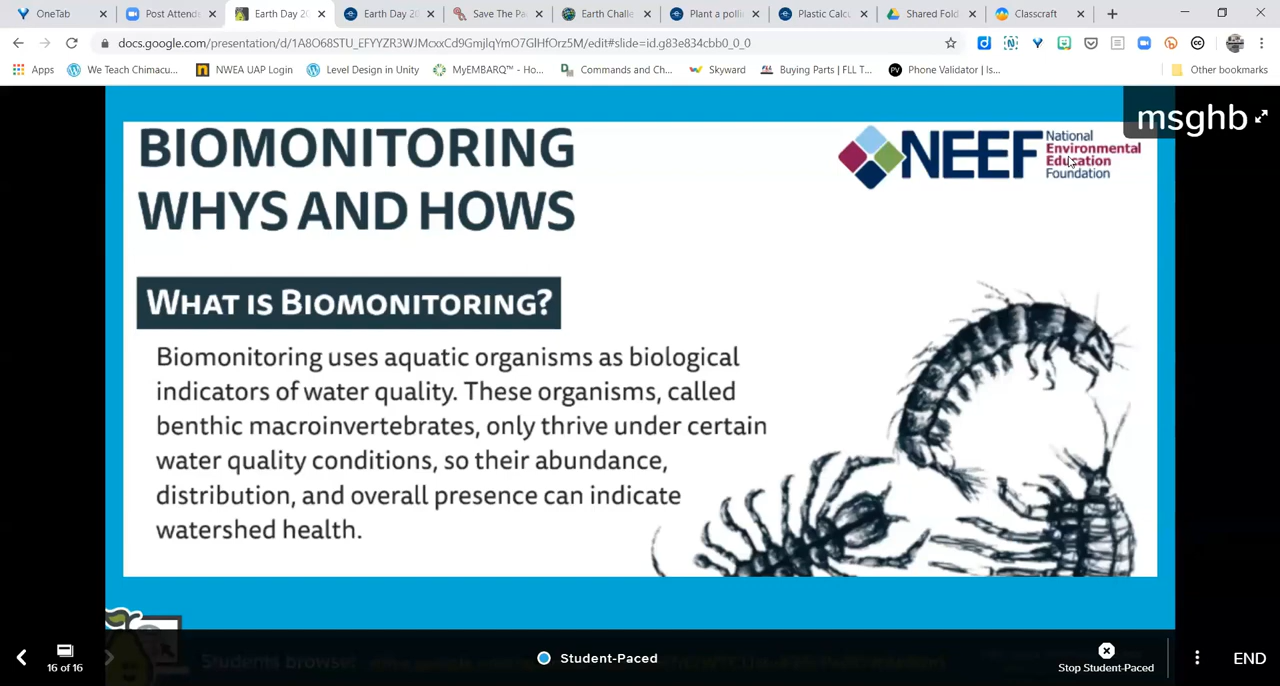 OneTab
Post Attend
Earth Day 20
Earth Day 20
Save The Pa
Earth Challe
Plant a polli
Plastic Calcu
Shared Fold
Classcraft
docs.google.com/presentation/d/1A8O68STU_EFYYZR3WJMcxxCd9GmjlqYmO7GlHfOrz5M/edit#slide=id.g83e834cbb0_0_0
Apps
We Teach Chimacu...
NWEA UAP Login
Level Design in Unity
MyEMBARQ™ - Ho...
Commands and Ch...
Skyward
Buying Parts | FLL T...
Phone Validator | Is...
Other bookmarks
msghb
BIOMONITORING
WHYS AND HOWS
NEEF
National
Environmental
Education
Foundation
WHAT IS BIOMONITORING?
Biomonitoring uses aquatic organisms as biological
indicators of water quality. These organisms, called
benthic macroinvertebrates, only thrive under certain
water quality conditions, so their abundance,
distribution, and overall presence can indicate
watershed health.
16 of 16
Students browse:
Student-Paced
Stop Student-Paced
END